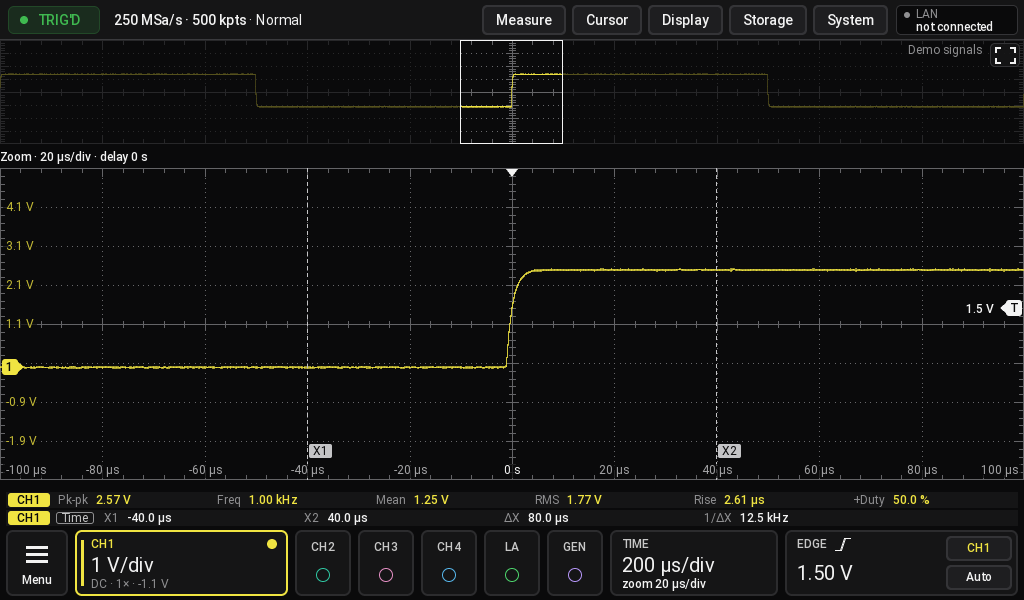 TRIG'D 250 MSa/s · 500 kpts · Normal Measure Cursor Display Storage System LAN
not connected
Demo signals
Zoom · 20 µs/div · delay 0 s
4.1 V
3.1 V
2.1 V
1.5 V T
1.1 V
1
-0.9 V
-1.9 V
X1 X2
-100 µs -80 µs -60 µs -40 µs -20 µs 0 s 20 µs 40 µs 60 µs 80 µs 100 µs
CH1 Pk-pk 2.57 V Freq 1.00 kHz Mean 1.25 V RMS 1.77 V Rise 2.61 µs +Duty 50.0 %
CH1 Time X1 -40.0 µs X2 40.0 µs ΔX 80.0 µs 1/ΔX 12.5 kHz
Menu
CH1
1 V/div
DC · 1× · -1.1 V
CH2 CH3 CH4 LA GEN
TIME
200 µs/div
zoom 20 µs/div
EDGE
1.50 V
CH1
Auto